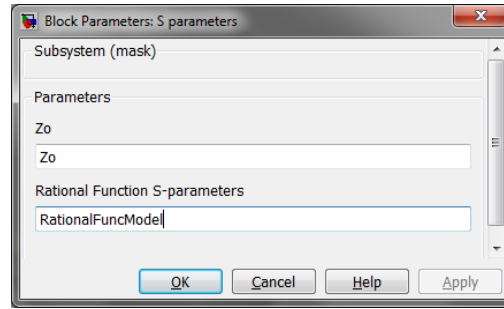 Block Parameters: S parameters
Subsystem (mask)
Parameters
Zo
Zo
Rational Function S-parameters
RationalFuncModel
OK Cancel Help Apply